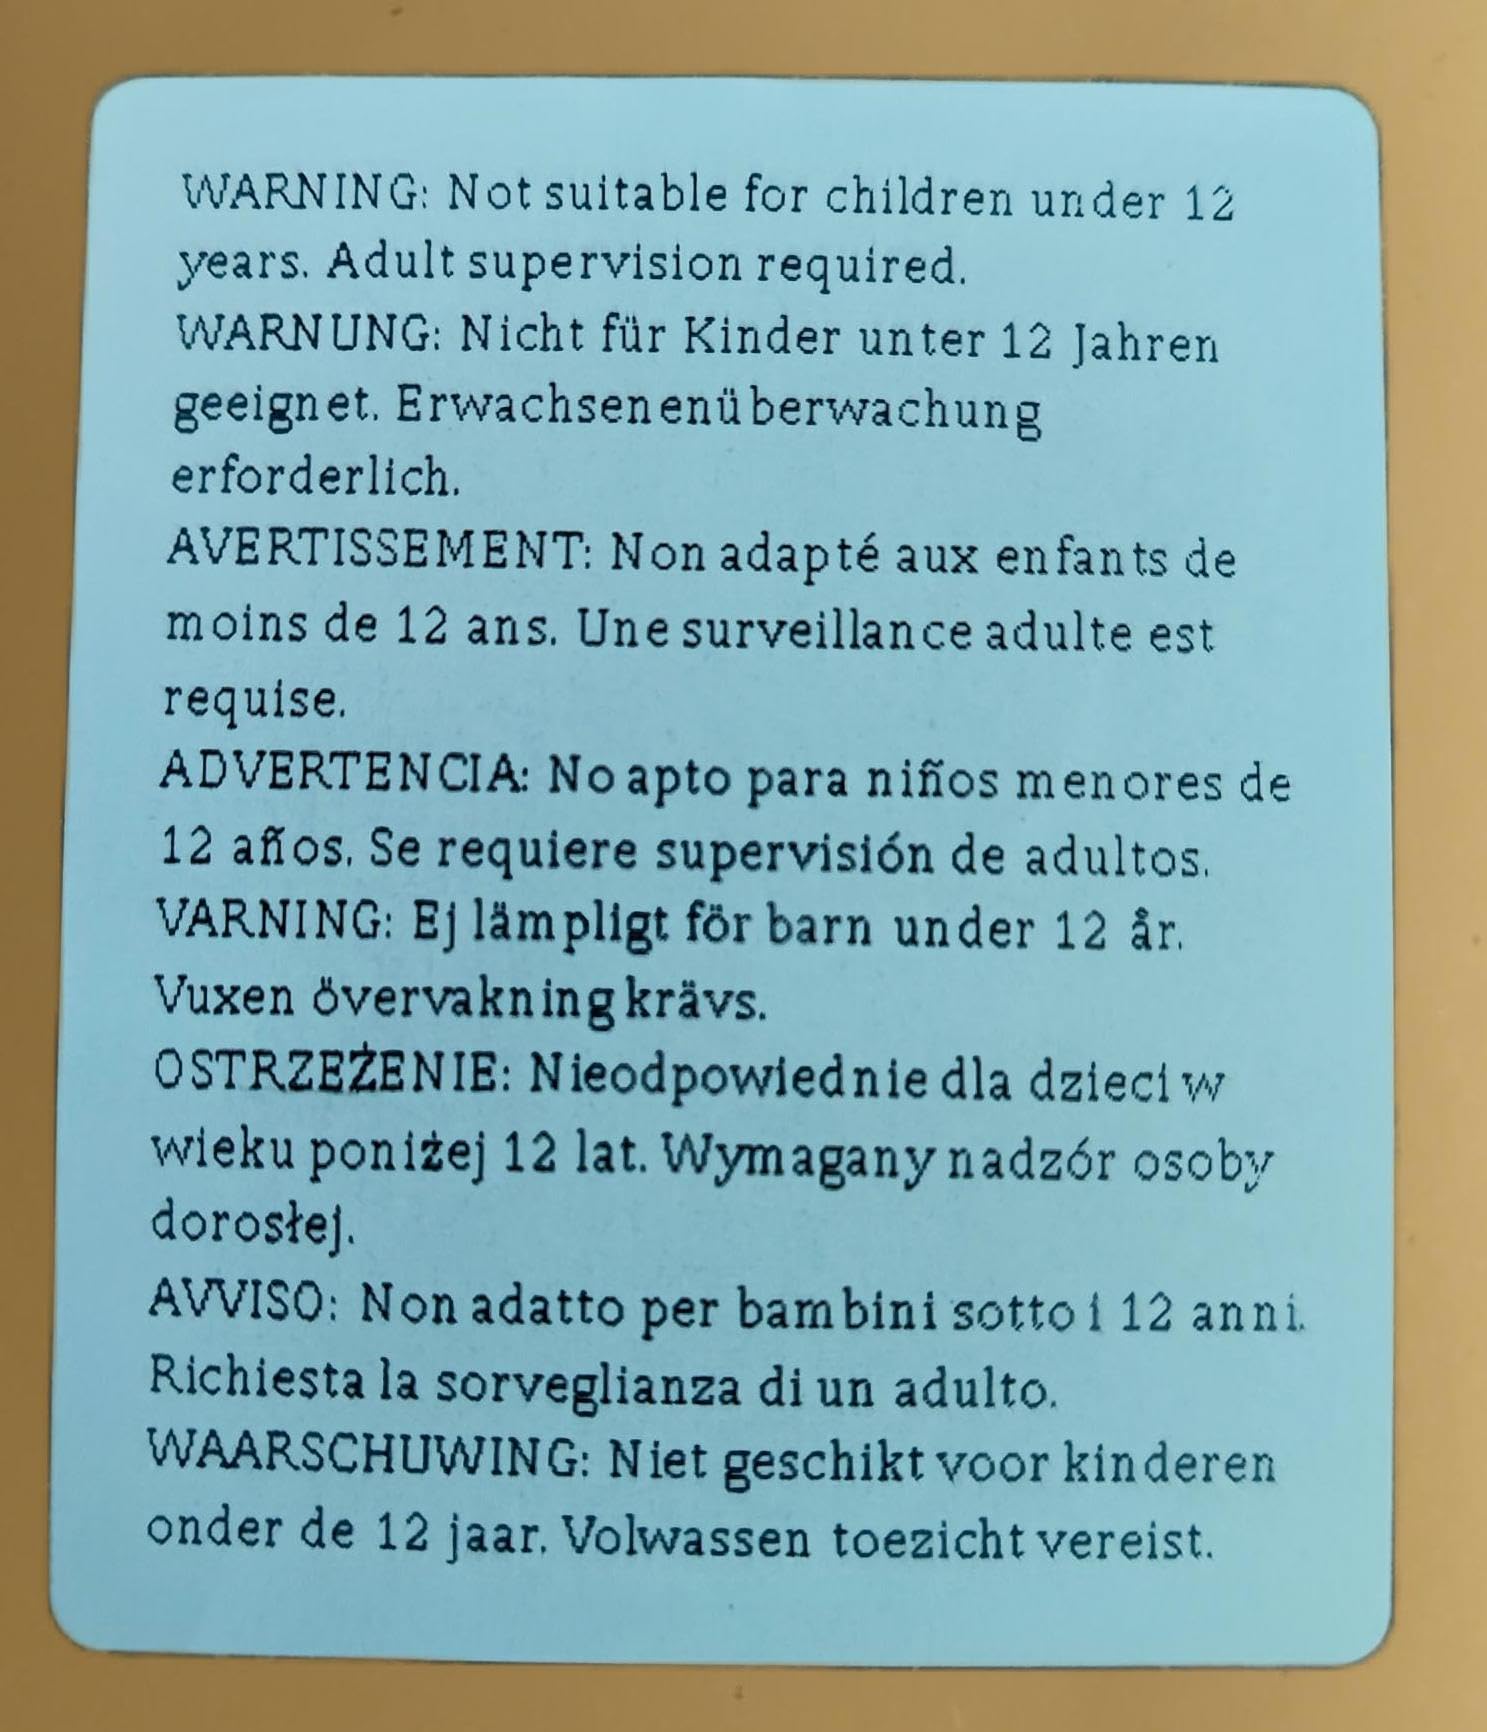 WARNING: Not suitable for children under 12
years. Adult supervision required.
WARNUNG: Nicht für Kinder unter 12 Jahren
geeignet. Erwachsenenüberwachung
erforderlich.
AVERTISSEMENT: Non adapté aux enfants de
moins de 12 ans. Une surveillance adulte est
requise.
ADVERTENCIA: No apto para niños menores de
12 años. Se requiere supervisión de adultos.
VARNING: Ej lämpligt för barn under 12 år.
Vuxen övervakning krävs.
OSTRZEŻENIE: Nieodpowiednie dla dzieci w
wieku poniżej 12 lat. Wymagany nadzór osoby
dorosłej.
AVVISO: Non adatto per bambini sotto i 12 anni.
Richiesta la sorveglianza di un adulto.
WAARSCHUWING: Niet geschikt voor kinderen
onder de 12 jaar. Volwassen toezicht vereist.